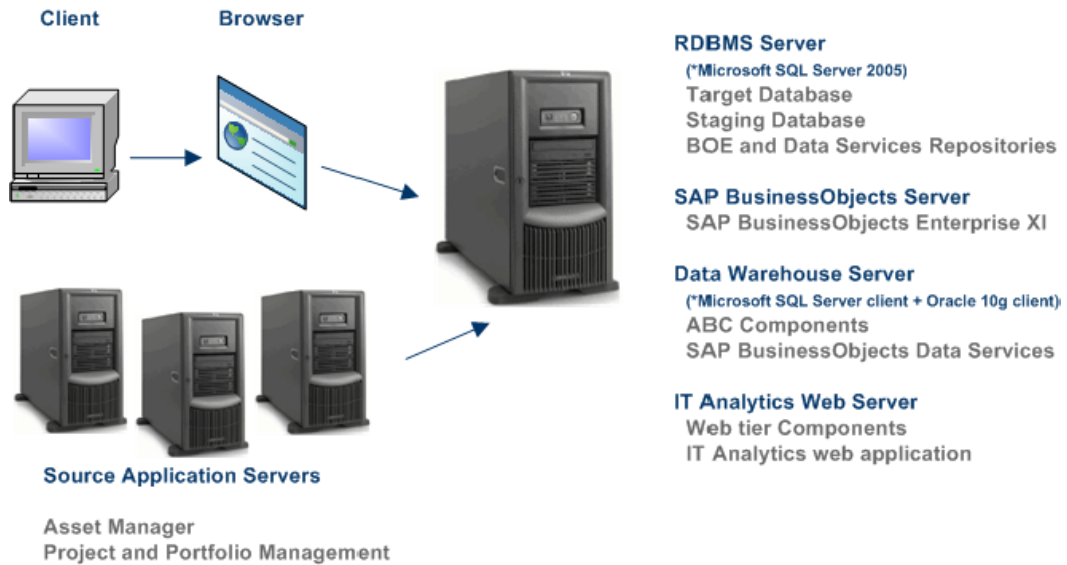 Client
Browser
RDBMS Server
(*Microsoft SQL Server 2005)
Target Database
Staging Database
BOE and Data Services Repositories
SAP BusinessObjects Server
SAP BusinessObjects Enterprise XI
Data Warehouse Server
(*Microsoft SQL Server client + Oracle 10g client)
ABC Components
SAP BusinessObjects Data Services
IT Analytics Web Server
Web tier Components
IT Analytics web application
Source Application Servers
Asset Manager
Project and Portfolio Management